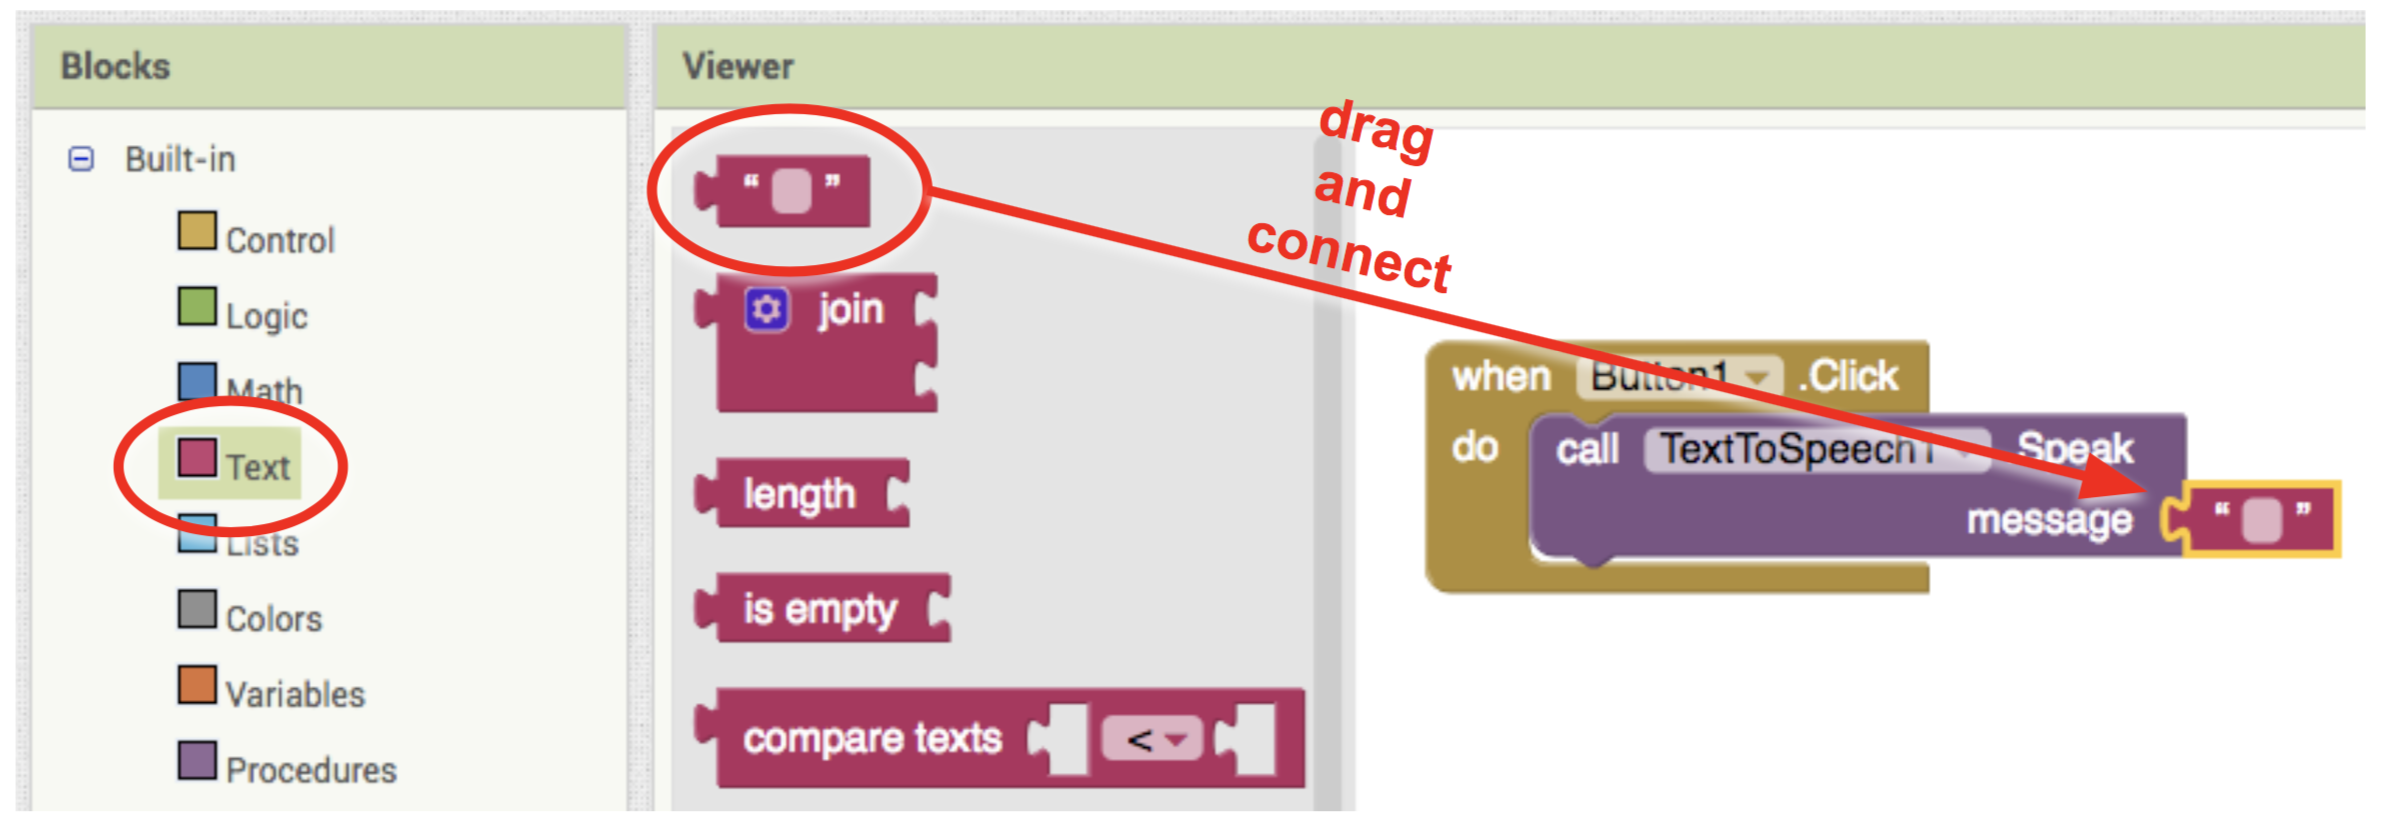 Blocks
Built-in
Control
Logic
Math
Text
Lists
Colors
Variables
Procedures
Viewer
“ ”
join
length
is empty
compare texts <
drag
and
connect
when Button1 .Click
do call TextToSpeech1 .Speak
message “ ”